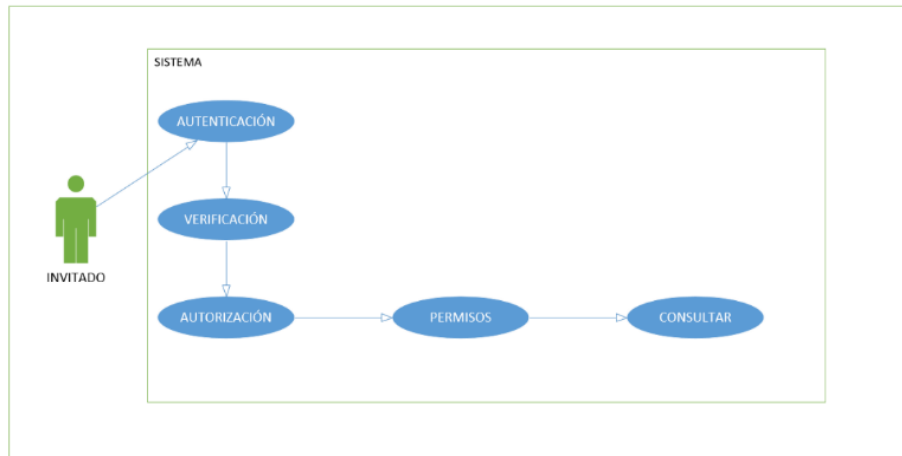 SISTEMA
AUTENTICACIÓN
VERIFICACIÓN
INVITADO
AUTORIZACIÓN
PERMISOS
CONSULTAR